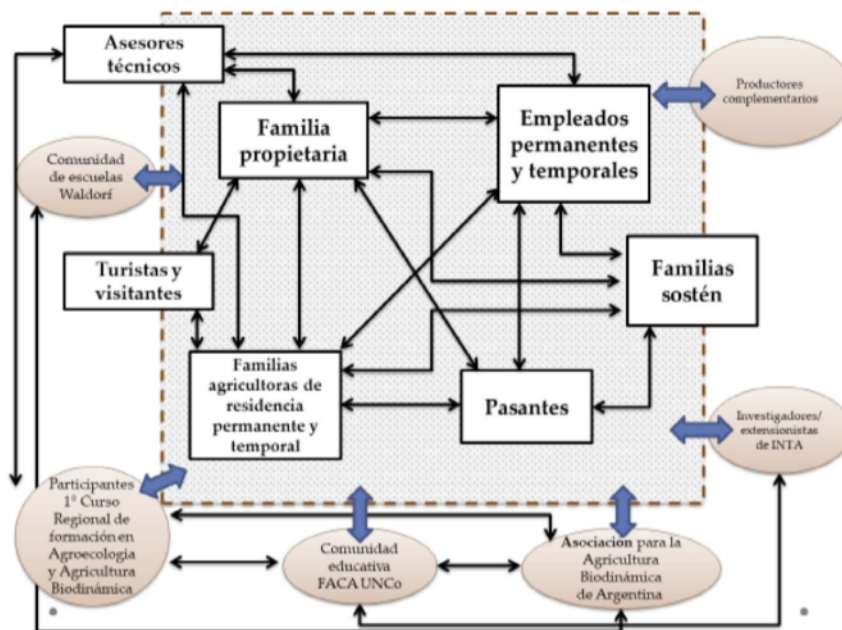 Asesores
técnicos
Familia
propietaria
Empleados
permanentes
y temporales
Productores
complementarios
Comunidad
de escuelas
Waldorf
Turistas y
visitantes
Familias
sostén
Familias
agricultoras de
residencia
permanente y
temporal
Pasantes
Investigadores/
extensionistas
de INTA
Participantes
1° Curso
Regional de
formación en
Agroecologia
y Agricultura
Biodinámica
Comunidad
educativa
FACA UNCo
Asociación para la
Agricultura
Biodinámica
de Argentina